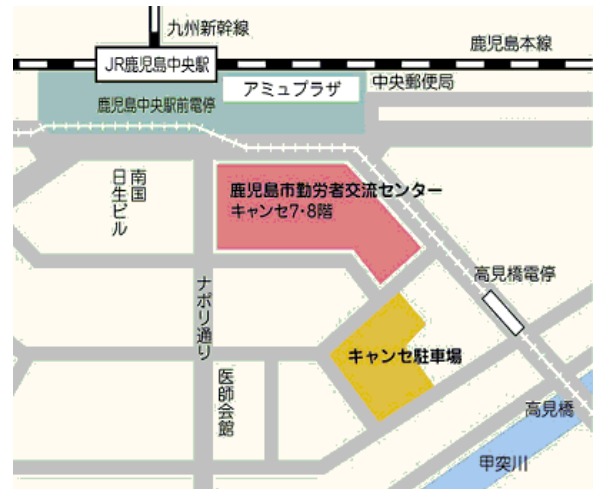 九州新幹線
鹿児島本線
JR鹿児島中央駅
アミュプラザ
中央郵便局
鹿児島中央駅前電停
南国
日生ビル
鹿児島市勤労者交流センター
キャンセ7・8階
高見橋電停
ナポリ通り
キャンセ駐車場
医師会館
高見橋
甲突川